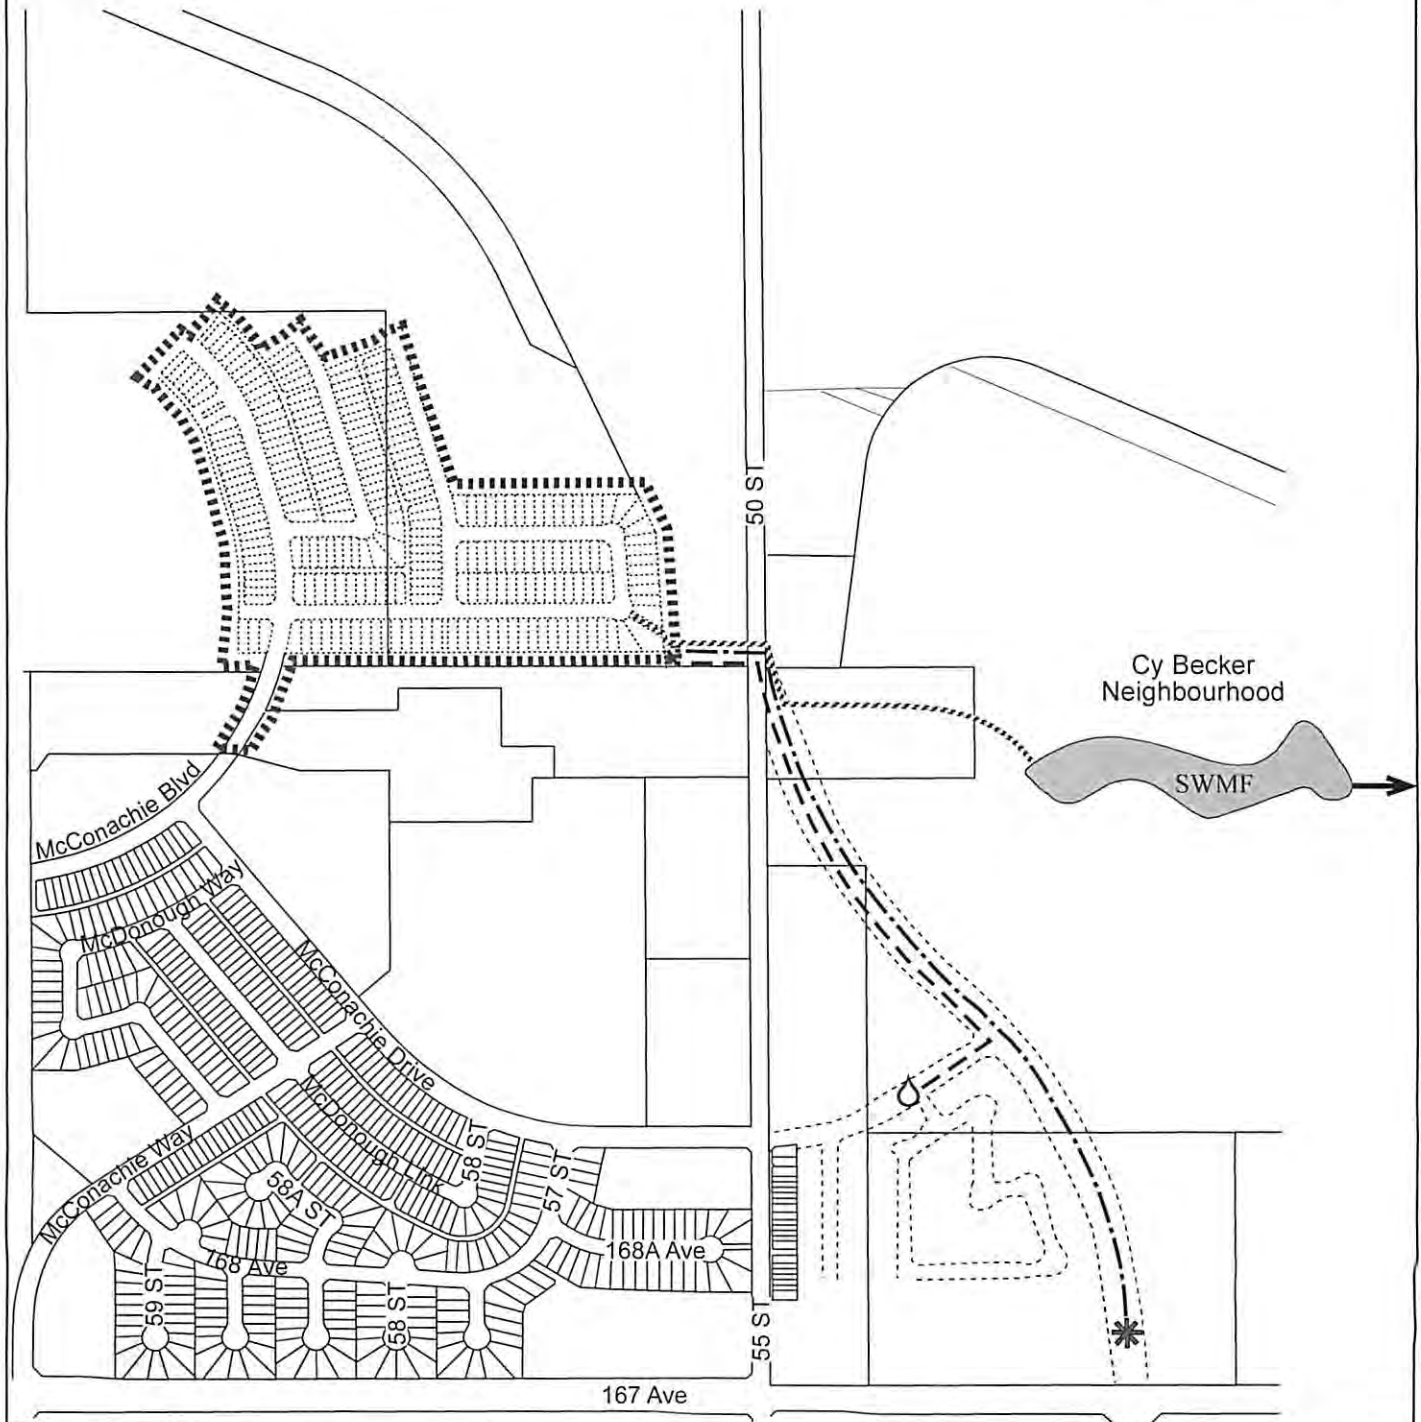 50 ST
Cy Becker
Neighbourhood
SWMF
McConachie Blvd
McDonough Way
McConachie Drive
McDonough Link
58 ST
57 ST
McConachie Way
58A ST
168 Ave
168A Ave
59 ST
58 ST
55 ST
167 Ave